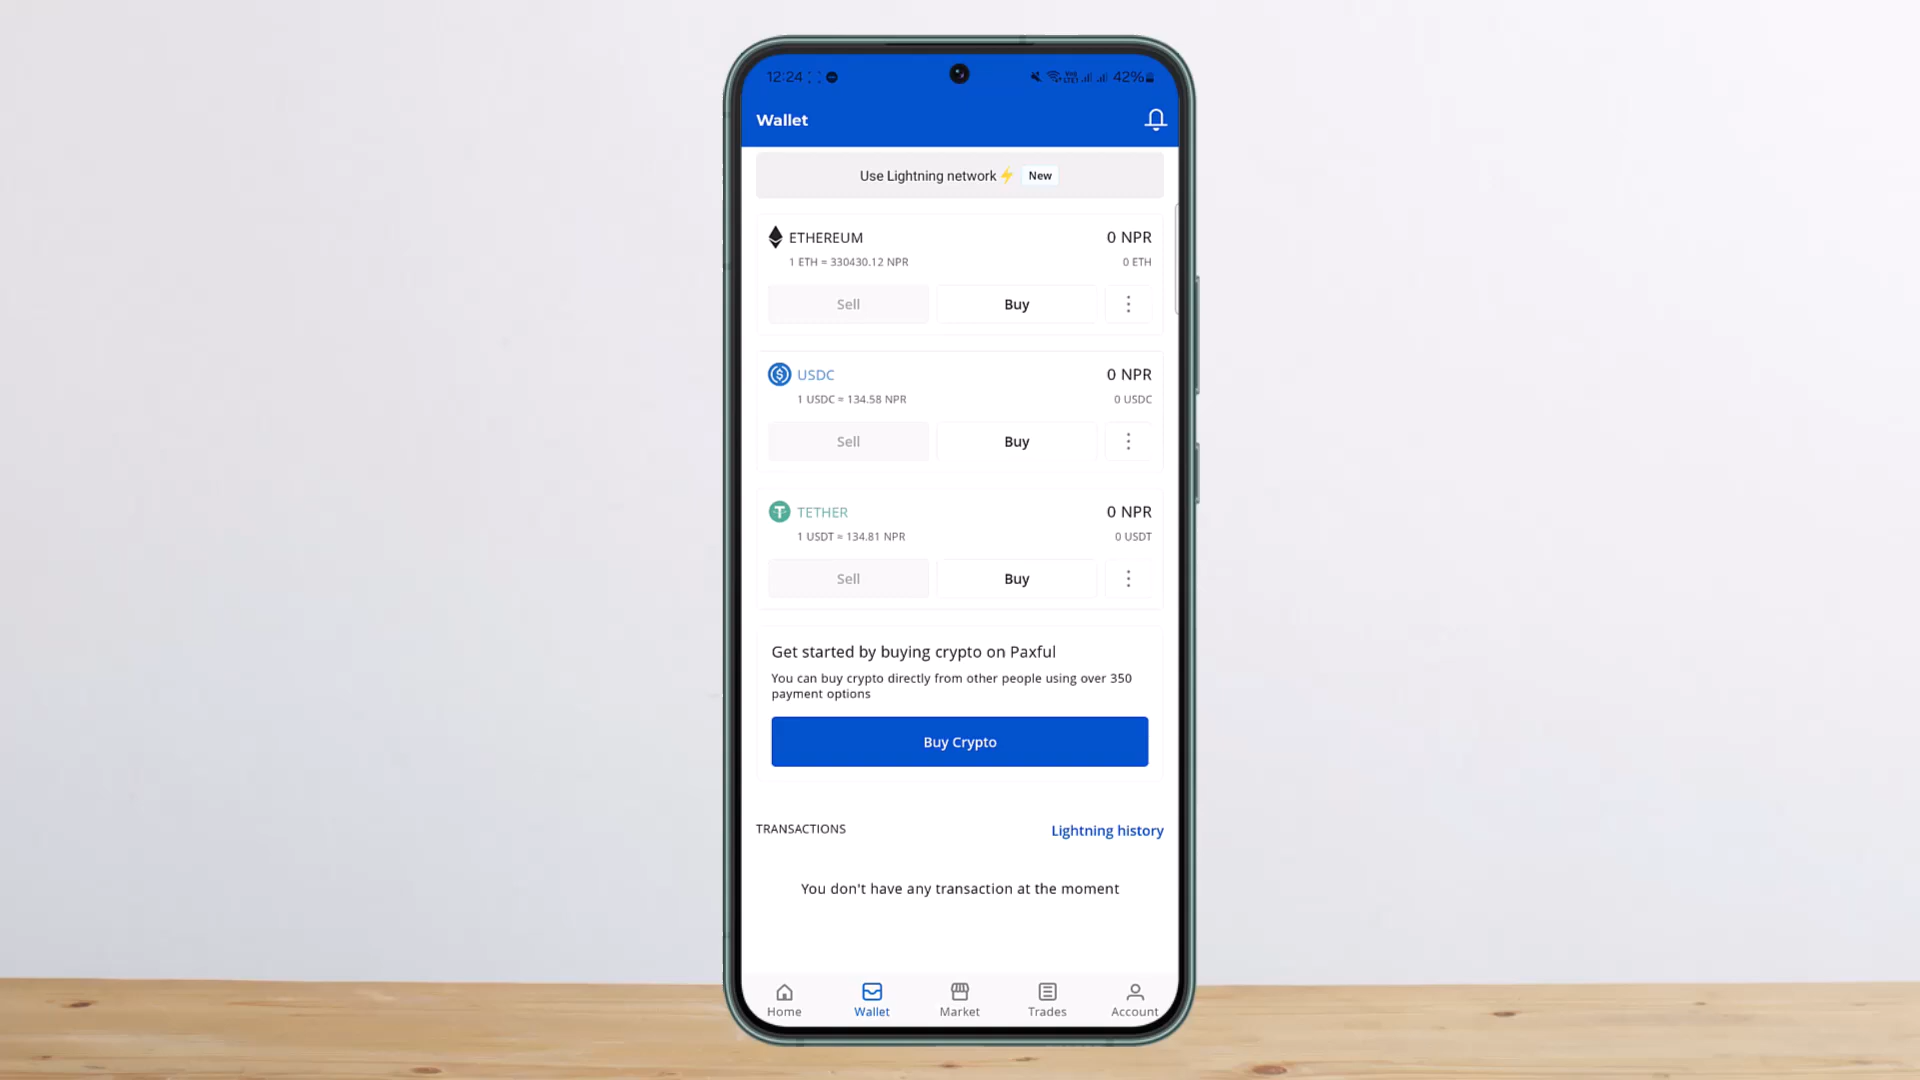 12:24 42%
Wallet
Use Lightning network⚡ New
ETHEREUM 0 NPR
1 ETH = 330430.12 NPR 0 ETH
Sell Buy
USDC 0 NPR
1 USDC = 134.58 NPR 0 USDC
Sell Buy
TETHER 0 NPR
1 USDT = 134.81 NPR 0 USDT
Sell Buy
Get started by buying crypto on Paxful
You can buy crypto directly from other people using over 350
payment options
Buy Crypto
TRANSACTIONS Lightning history
You don't have any transaction at the moment
Home Wallet Market Trades Account